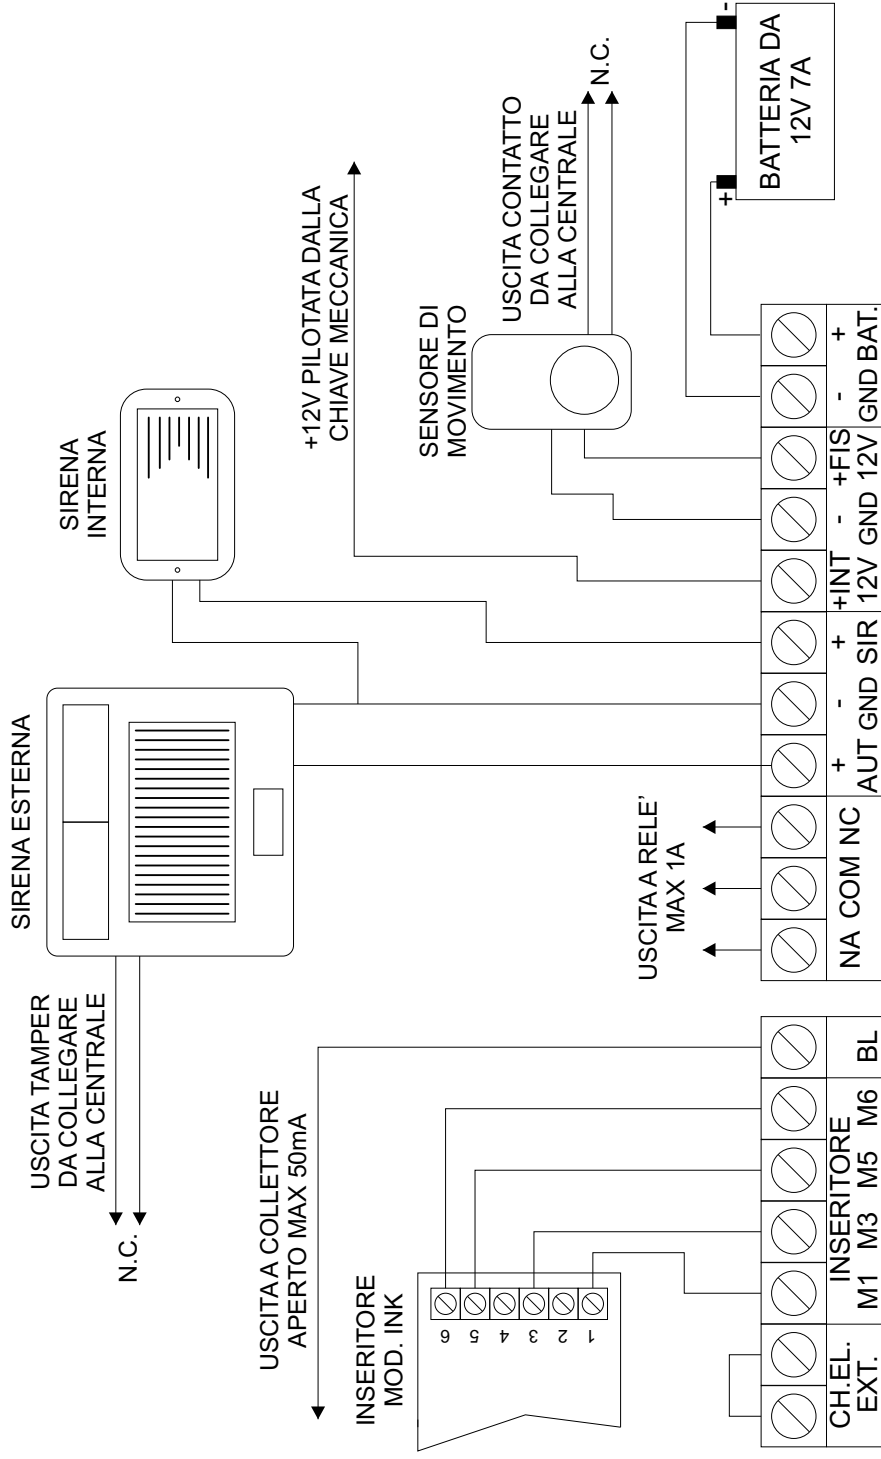 SIRENA ESTERNA
USCITA TAMPER
DA COLLEGARE
ALLA CENTRALE
N.C.
SIRENA
INTERNA
+12V PILOTATA DALLA
CHIAVE MECCANICA
SENSORE DI
MOVIMENTO
USCITA CONTATTO
DA COLLEGARE
ALLA CENTRALE
N.C.
+
-
BATTERIA DA
12V 7A
USCITA A COLLETTORE
APERTO MAX 50mA
INSERITORE
MOD. INK
6
5
4
3
2
1
USCITA A RELE’
MAX 1A
CH.EL.
EXT.
INSERITORE
M1 M3 M5 M6
BL
NA COM NC
+ - +
AUT GND SIR
+INT - +FIS
12V GND 12V
- +
GND BAT.